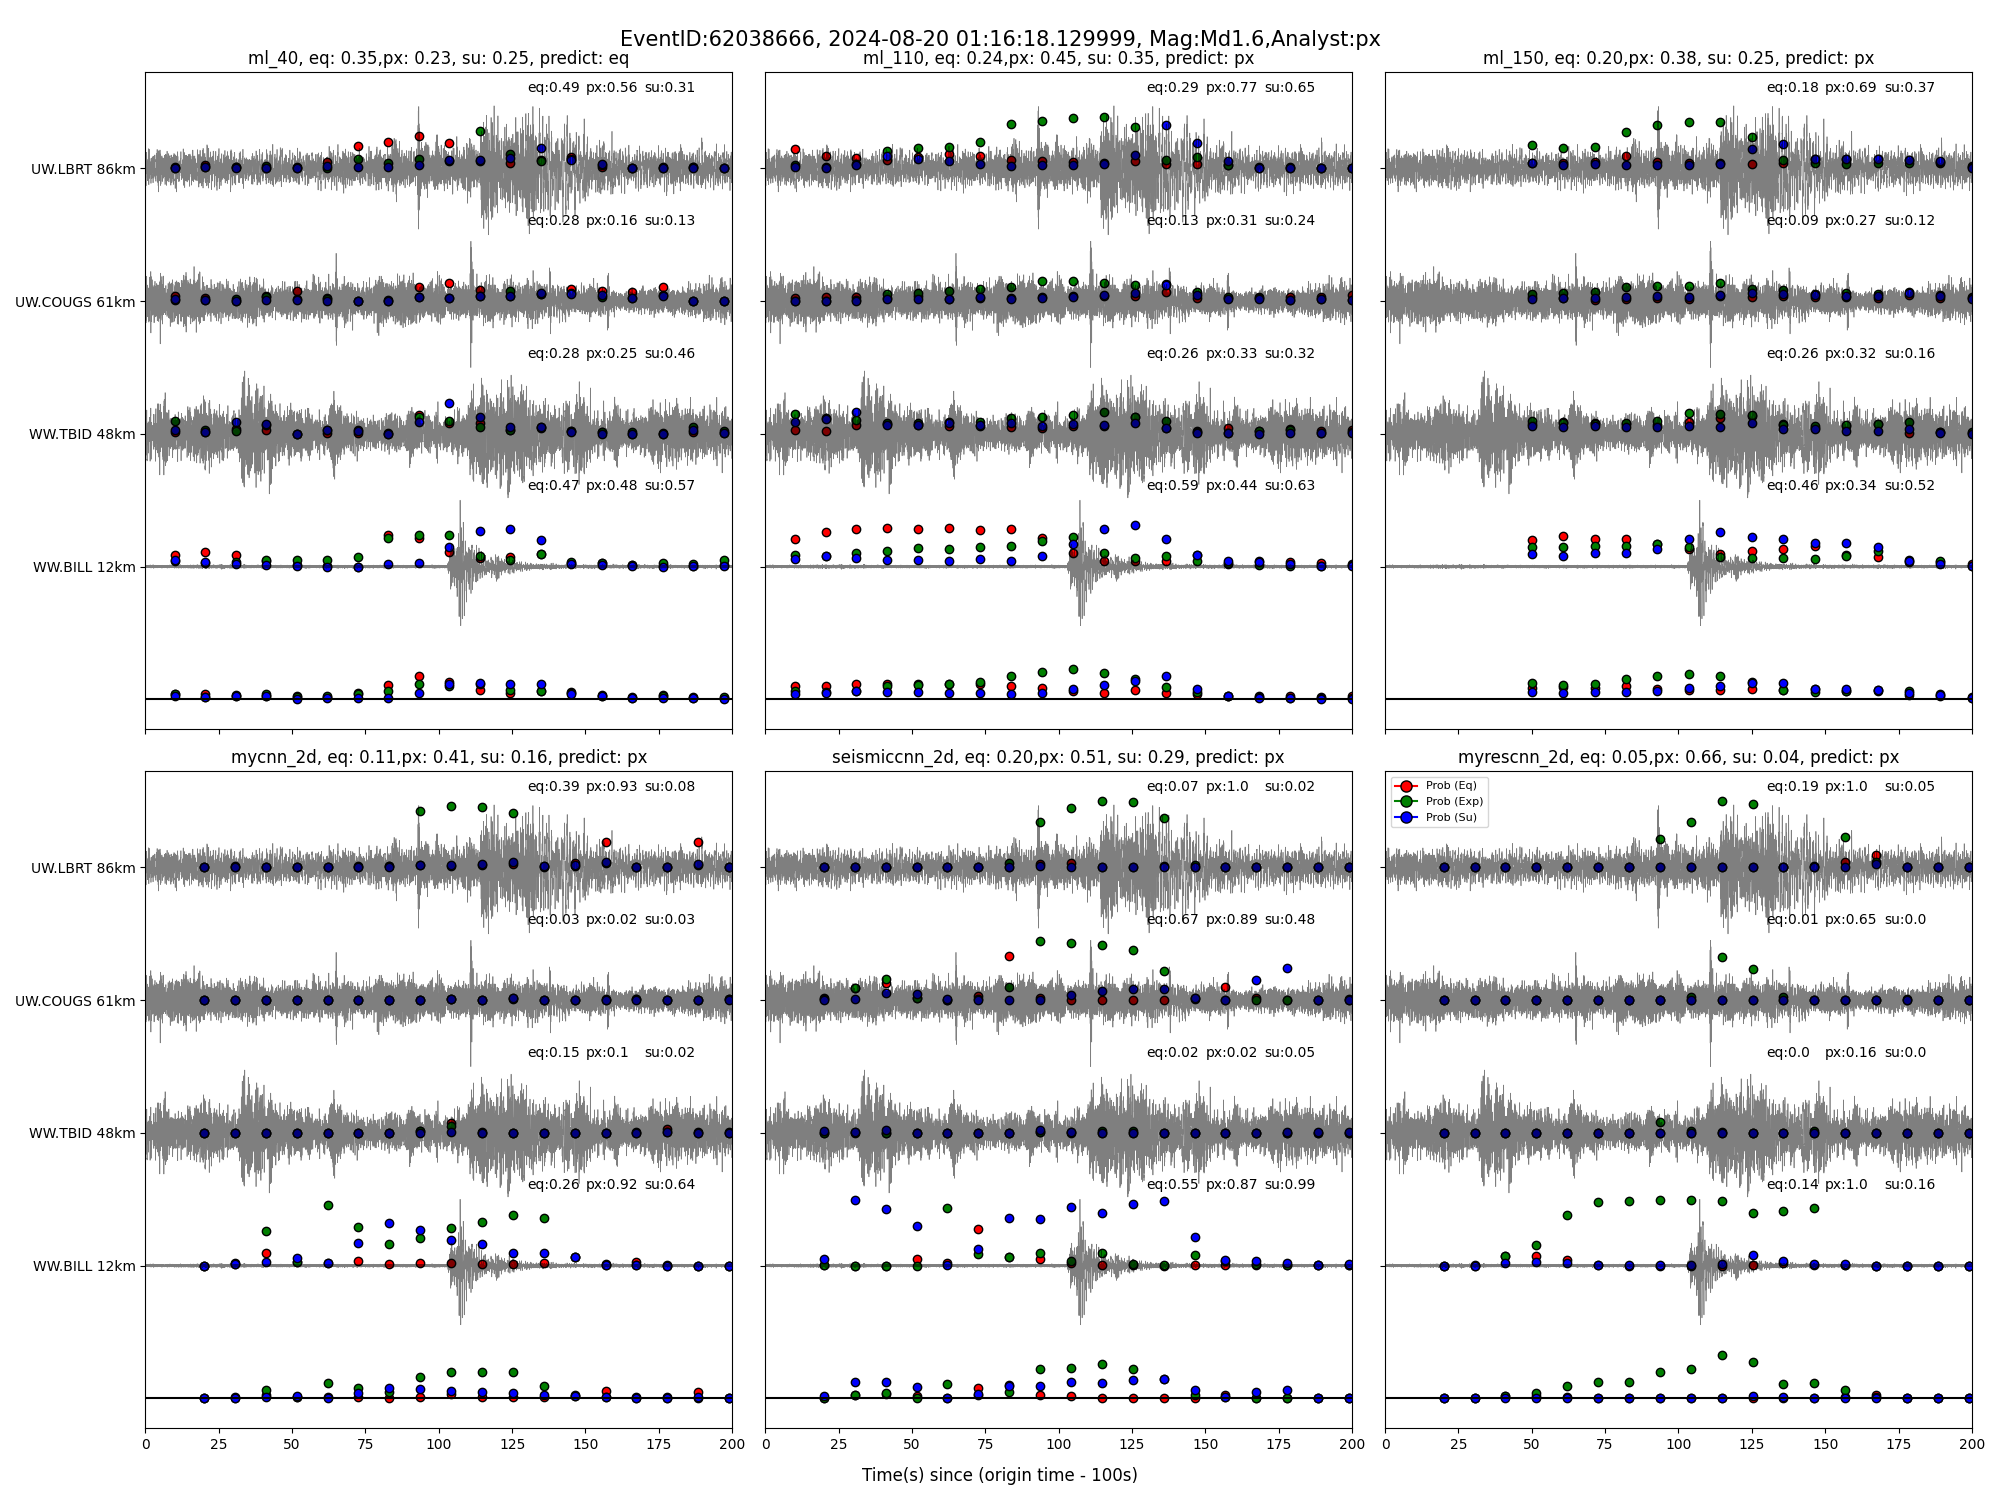 EventID:62038666, 2024-08-20 01:16:18.129999, Mag:Md1.6,Analyst:px
ml_40, eq: 0.35,px: 0.23, su: 0.25, predict: eq
eq:0.49 px:0.56 su:0.31
UW.LBRT 86km
eq:0.28 px:0.16 su:0.13
UW.COUGS 61km
eq:0.28 px:0.25 su:0.46
WW.TBID 48km
eq:0.47 px:0.48 su:0.57
WW.BILL 12km
ml_110, eq: 0.24,px: 0.45, su: 0.35, predict: px
eq:0.29 px:0.77 su:0.65
eq:0.13 px:0.31 su:0.24
eq:0.26 px:0.33 su:0.32
eq:0.59 px:0.44 su:0.63
ml_150, eq: 0.20,px: 0.38, su: 0.25, predict: px
eq:0.18 px:0.69 su:0.37
eq:0.09 px:0.27 su:0.12
eq:0.26 px:0.32 su:0.16
eq:0.46 px:0.34 su:0.52
mycnn_2d, eq: 0.11,px: 0.41, su: 0.16, predict: px
eq:0.39 px:0.93 su:0.08
UW.LBRT 86km
eq:0.03 px:0.02 su:0.03
UW.COUGS 61km
eq:0.15 px:0.1 su:0.02
WW.TBID 48km
eq:0.26 px:0.92 su:0.64
WW.BILL 12km
0 25 50 75 100 125 150 175 200
seismiccnn_2d, eq: 0.20,px: 0.51, su: 0.29, predict: px
eq:0.07 px:1.0 su:0.02
eq:0.67 px:0.89 su:0.48
eq:0.02 px:0.02 su:0.05
eq:0.55 px:0.87 su:0.99
0 25 50 75 100 125 150 175 200
myrescnn_2d, eq: 0.05,px: 0.66, su: 0.04, predict: px
Prob (Eq)
Prob (Exp)
Prob (Su)
eq:0.19 px:1.0 su:0.05
eq:0.01 px:0.65 su:0.0
eq:0.0 px:0.16 su:0.0
eq:0.14 px:1.0 su:0.16
0 25 50 75 100 125 150 175 200
Time(s) since (origin time - 100s)